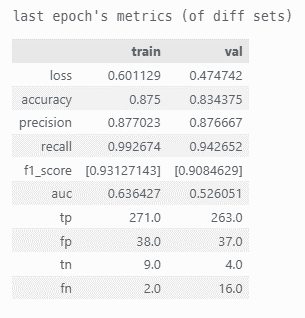 last epoch's metrics (of diff sets)
train val
loss 0.601129 0.474742
accuracy 0.875 0.834375
precision 0.877023 0.876667
recall 0.992674 0.942652
f1_score [0.93127143] [0.9084629]
auc 0.636427 0.526051
tp 271.0 263.0
fp 38.0 37.0
tn 9.0 4.0
fn 2.0 16.0